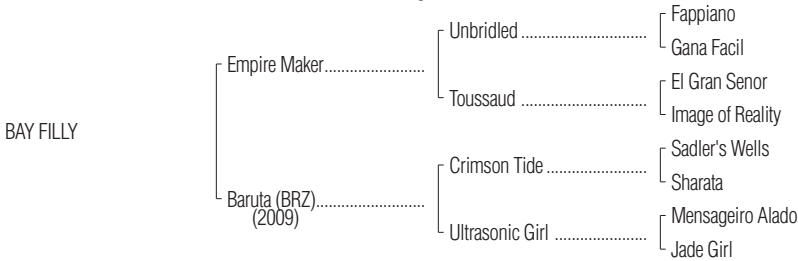 Fappiano
Unbridled ..............................
Gana Facil
Empire Maker........................
El Gran Senor
Toussaud ..............................
Image of Reality
BAY FILLY
Sadler's Wells
Crimson Tide ........................
Sharata
Baruta (BRZ)..........................
(2009)
Mensageiro Alado
Ultrasonic Girl ......................
Jade Girl